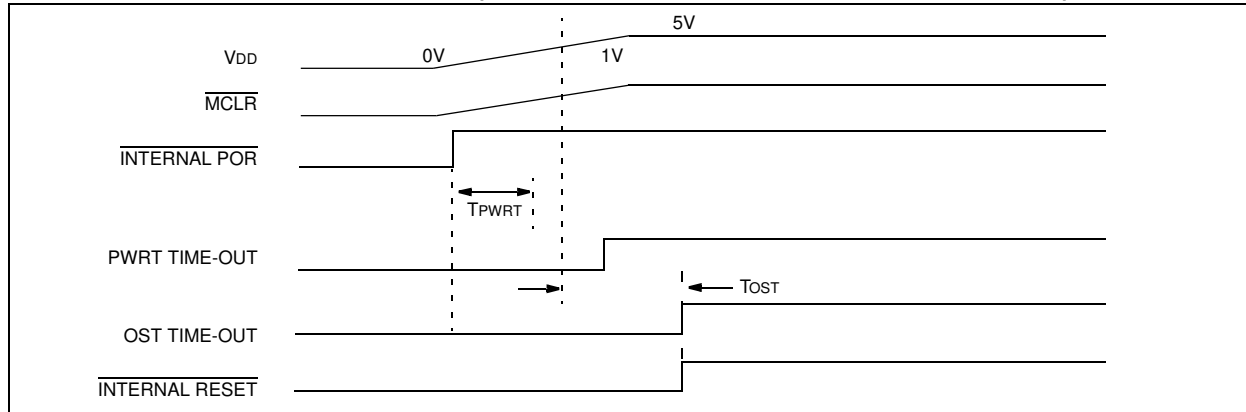 5V
VDD 0V 1V
MCLR
INTERNAL POR
TPWRT
PWRT TIME-OUT
TOST
OST TIME-OUT
INTERNAL RESET